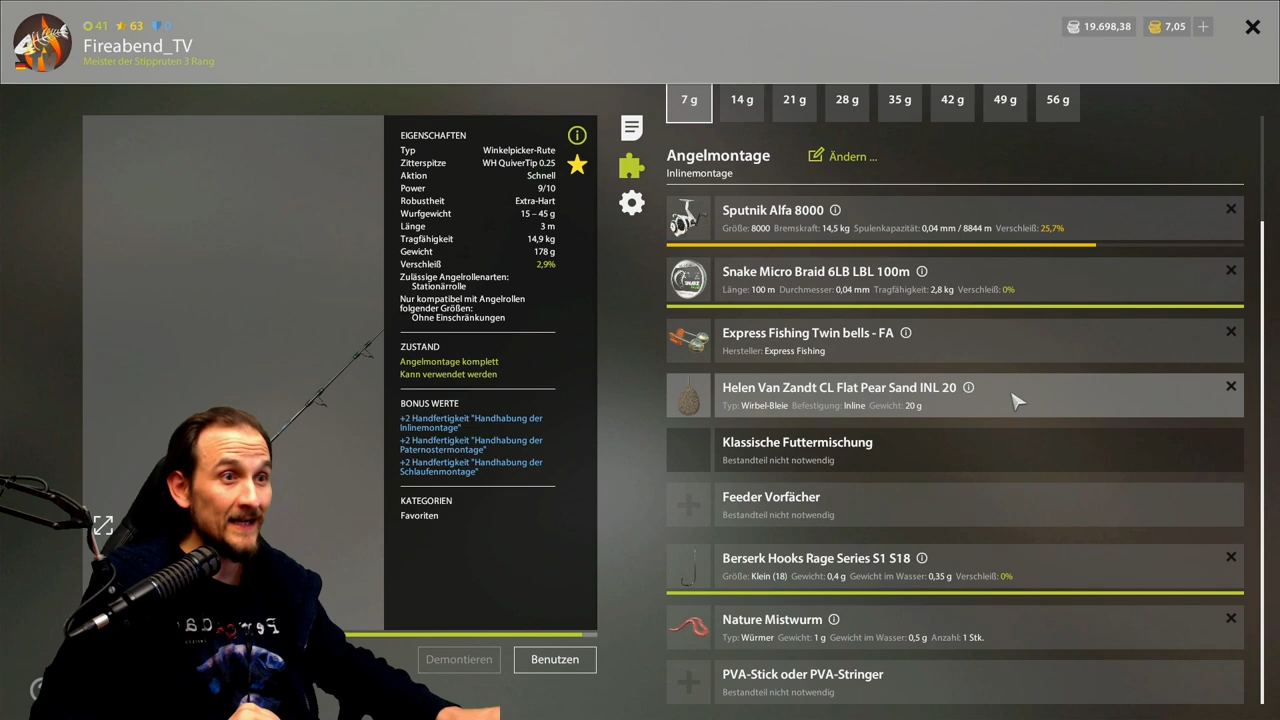 41 63 0
Fireabend_TV
Meister der Stippruten 3 Rang
19.698,38
7,05
7 g 14 g 21 g 28 g 35 g 42 g 49 g 56 g
EIGENSCHAFTEN
Typ Winkelpicker-Rute
Zitterspitze WH QuiverTip 0.25
Aktion Schnell
Power 9/10
Robustheit Extra-Hart
Wurfgewicht 15 – 45 g
Länge 3 m
Tragfähigkeit 14,9 kg
Gewicht 178 g
Verschleiß 2,9%
Zulässige Angelrollenarten:
Stationärrolle
Nur kompatibel mit Angelrollen
folgender Größen:
Ohne Einschränkungen
ZUSTAND
Angelmontage komplett
Kann verwendet werden
BONUS WERTE
+2 Handfertigkeit "Handhabung der
Inlinemontage"
+2 Handfertigkeit "Handhabung der
Paternostermontage"
+2 Handfertigkeit "Handhabung der
Schlaufenmontage"
KATEGORIEN
Favoriten
Demontieren
Benutzen
Angelmontage
Ändern ...
Inlinemontage
Sputnik Alfa 8000
Größe: 8000 Bremskraft: 14,5 kg Spulenkapazität: 0,04 mm / 8844 m Verschleiß: 25,7%
Snake Micro Braid 6LB LBL 100m
Länge: 100 m Durchmesser: 0,04 mm Tragfähigkeit: 2,8 kg Verschleiß: 0%
Express Fishing Twin bells - FA
Hersteller: Express Fishing
Helen Van Zandt CL Flat Pear Sand INL 20
Typ: Wirbel-Bleie Befestigung: Inline Gewicht: 20 g
Klassische Futtermischung
Bestandteil nicht notwendig
Feeder Vorfächer
Bestandteil nicht notwendig
Berserk Hooks Rage Series S1 S18
Größe: Klein (18) Gewicht: 0,4 g Gewicht im Wasser: 0,35 g Verschleiß: 0%
Nature Mistwurm
Typ: Würmer Gewicht: 1 g Gewicht im Wasser: 0,5 g Anzahl: 1 Stk.
PVA-Stick oder PVA-Stringer
Bestandteil nicht notwendig